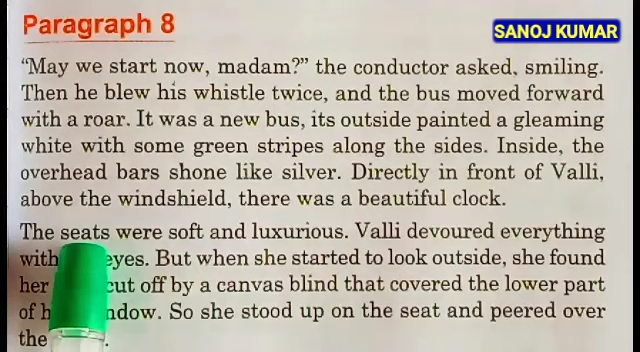 Paragraph 8
SANOJ KUMAR
“May we start now, madam?” the conductor asked, smiling.
Then he blew his whistle twice, and the bus moved forward
with a roar. It was a new bus, its outside painted a gleaming
white with some green stripes along the sides. Inside, the
overhead bars shone like silver. Directly in front of Valli,
above the windshield, there was a beautiful clock.
The seats were soft and luxurious. Valli devoured everything
with eyes. But when she started to look outside, she found
her cut off by a canvas blind that covered the lower part
of So she stood up on the seat and peered over
the